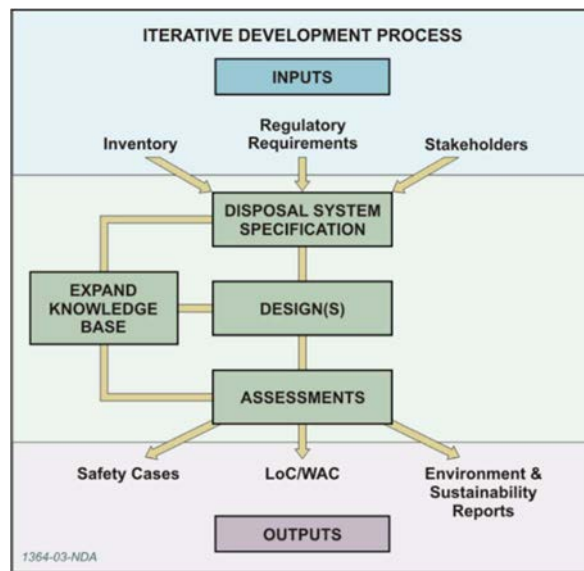 ITERATIVE DEVELOPMENT PROCESS
INPUTS
Inventory
Regulatory
Requirements
Stakeholders
DISPOSAL SYSTEM
SPECIFICATION
EXPAND
KNOWLEDGE
BASE
DESIGN(S)
ASSESSMENTS
Safety Cases
LoC/WAC
Environment &
Sustainability
Reports
OUTPUTS
1364-03-NDA